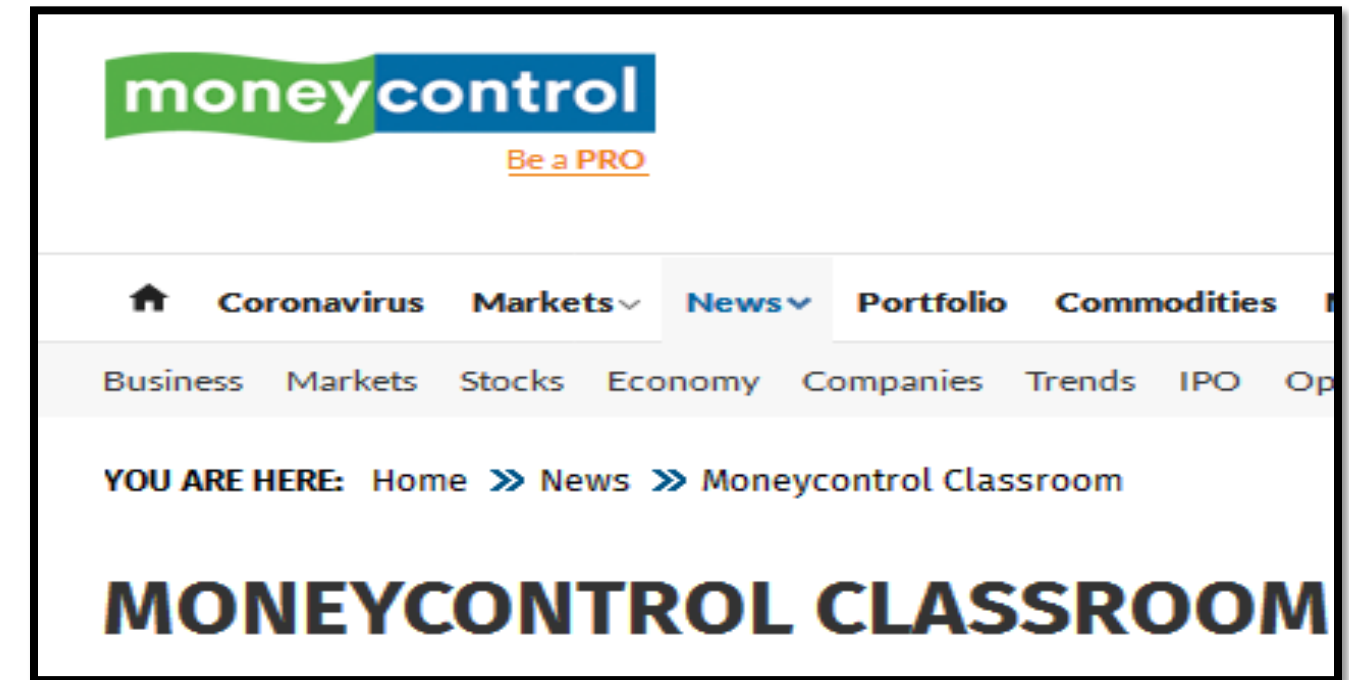 moneycontrol
Be a PRO
Coronavirus Markets News Portfolio Commodities
Business Markets Stocks Economy Companies Trends IPO
YOU ARE HERE: Home » News » Moneycontrol Classroom
MONEYCONTROL CLASSROOM